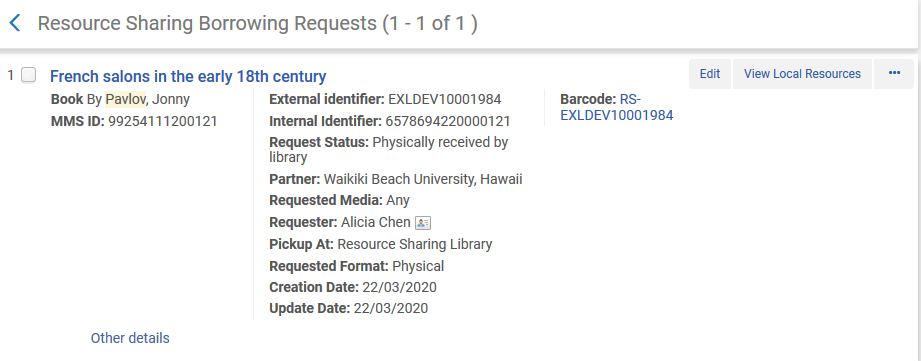 Resource Sharing Borrowing Requests (1 - 1 of 1 )
1 French salons in the early 18th century
Edit View Local Resources •••
Book By Pavlov, Jonny
MMS ID: 99254111200121
External identifier: EXLDEV10001984
Internal Identifier: 6578694220000121
Request Status: Physically received by
library
Partner: Waikiki Beach University, Hawaii
Requested Media: Any
Requester: Alicia Chen
Pickup At: Resource Sharing Library
Requested Format: Physical
Creation Date: 22/03/2020
Update Date: 22/03/2020
Barcode: RS-
EXLDEV10001984
Other details